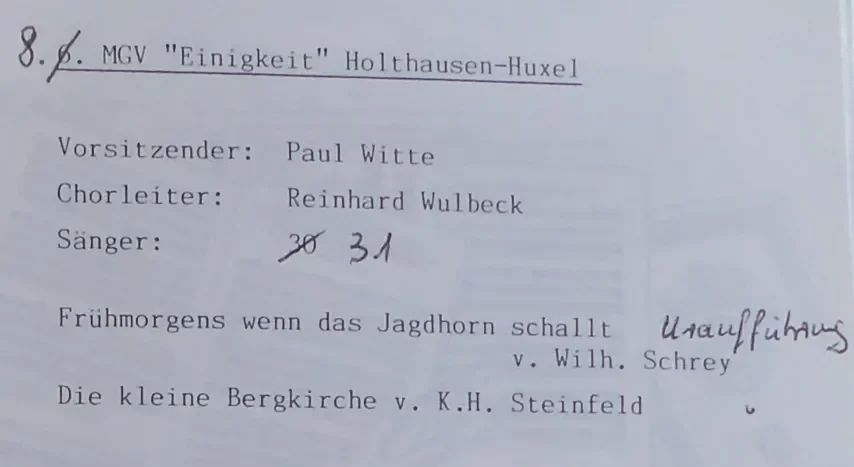 8. 6. MGV "Einigkeit" Holthausen-Huxel
Vorsitzender: Paul Witte
Chorleiter: Reinhard Wulbeck
Sänger: 30 31
Frühmorgens wenn das Jagdhorn schallt Uraufführung
v. Wilh. Schrey
Die kleine Bergkirche v. K.H. Steinfeld "